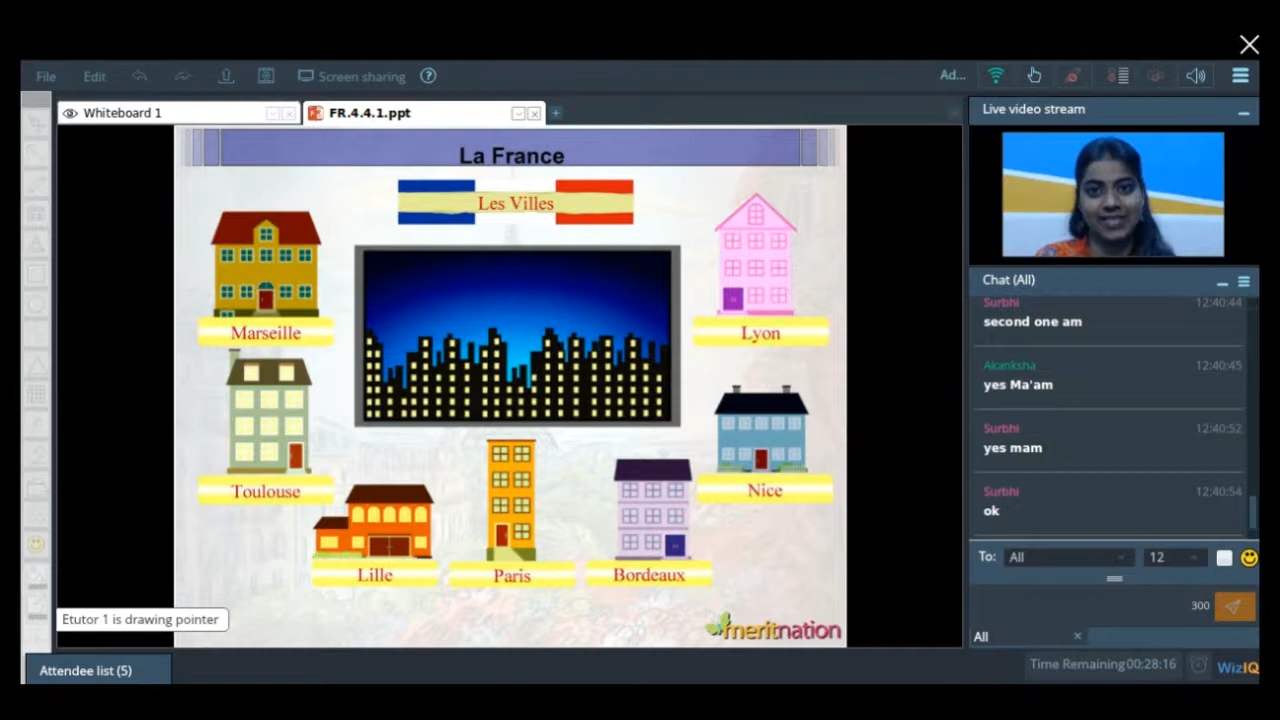 File
Edit
Screen sharing
?
Ad...
Whiteboard 1
FR.4.4.1.ppt
+
La France
Les Villes
Marseille
Lyon
Toulouse
Nice
Lille
Paris
Bordeaux
meritnation
Etutor 1 is drawing pointer
Attendee list (5)
Live video stream
Chat (All)
Surbhi 12:40:44
second one am
Akanksha 12:40:45
yes Ma'am
Surbhi 12:40:52
yes mam
Surbhi 12:40:54
ok
To: All 12
300
All
Time Remaining00:28:16
WizIQ